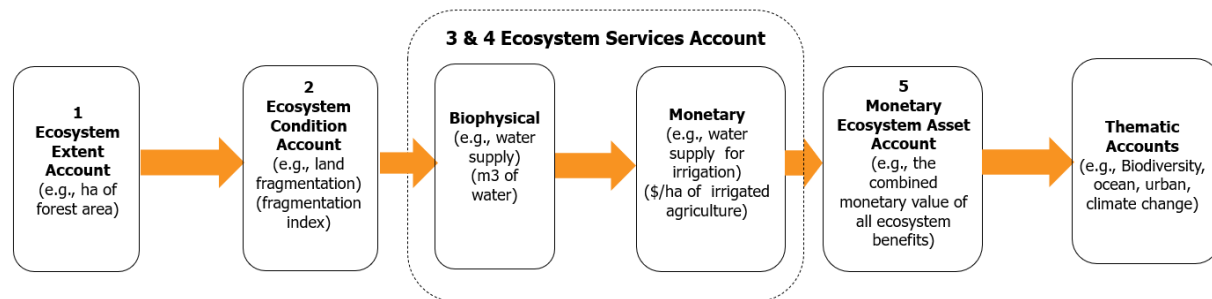 3 & 4 Ecosystem Services Account
1
Ecosystem
Extent
Account
(e.g., ha of
forest area)
2
Ecosystem
Condition
Account
(e.g., land
fragmentation)
(fragmentation
index)
Biophysical
(e.g., water
supply)
(m3 of
water)
Monetary
(e.g., water
supply for
irrigation)
($/ha of irrigated
agriculture)
5
Monetary
Ecosystem Asset
Account
(e.g., the
combined
monetary value of
all ecosystem
benefits)
Thematic
Accounts
(e.g., Biodiversity,
ocean, urban,
climate change)